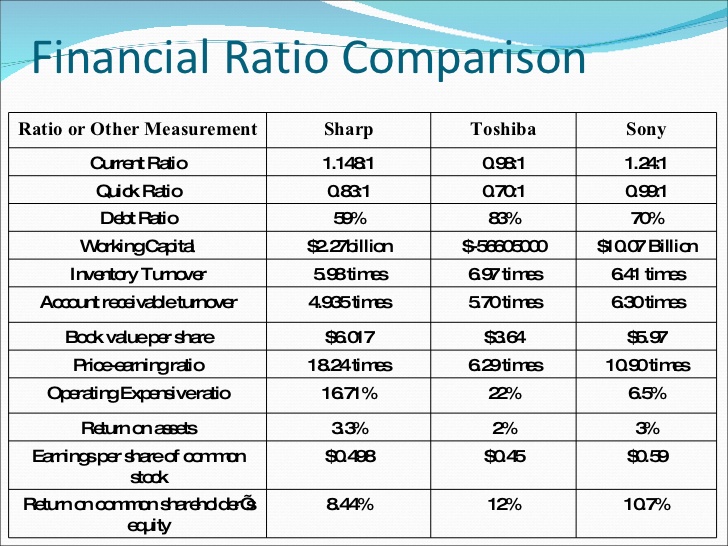 Financial Ratio Comparison
Ratio or Other Measurement Sharp Toshiba Sony
Current Ratio 1.148:1 0.98:1 1.24:1
Quick Ratio 0.83:1 0.70:1 0.99:1
Debt Ratio 59% 83% 70%
Working Capital $2.27billion $-56605000 $10.07 Billion
Inventory Turnover 5.98 times 6.97 times 6.41 times
Account receivable turnover 4.935 times 5.70 times 6.30 times
Book value per share $6.017 $3.64 $5.97
Price-earning ratio 18.24 times 6.29 times 10.90 times
Operating Expensive ratio 16.71% 22% 6.5%
Return on assets 3.3% 2% 3%
Earnings per share of common $0.498 $0.45 $0.59
stock
Return on common shareholder’s 8.44% 12% 10.7%
equity